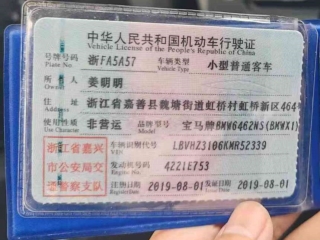 中华人民共和国机动车行驶证
Vehicle License of the People's Republic of China
号牌号码 浙FA5A57 车辆类型 小型普通客车
Plate No. Vehicle Type
所有人 姜明明
Owner
住址 浙江省嘉善县魏塘街道虹桥村虹桥新区464
Address
使用性质 非营运 品牌型号 宝马牌BMW6462NS(BMWX1)
Use Character Model
浙江省嘉兴市公安局交通警察支队
车辆识别代号 LBVHZ3106KMR52339
VIN
发动机号码 4221E753
Engine No.
注册日期 2019-08-01 发证日期 2019-08-01
Register Date Issue Date